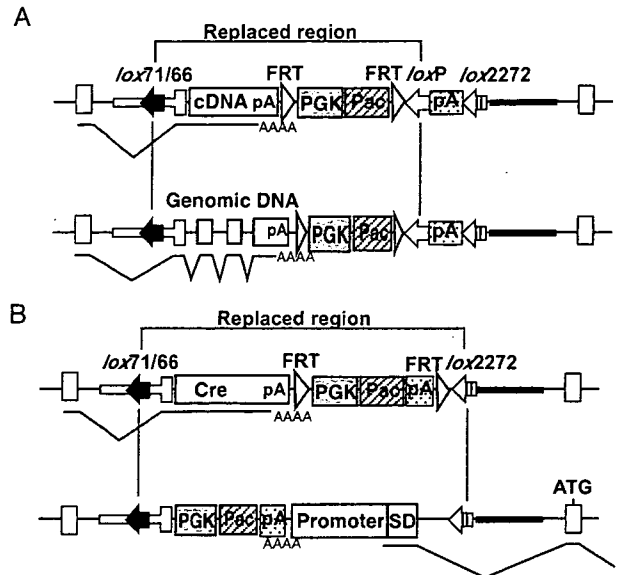 A
Replaced region
lox71/66 FRT FRT loxP lox2272
cDNA pA PGK Pac pA
AAAA
Genomic DNA
pA PGK Pac pA
AAAA
B
Replaced region
lox71/66 FRT FRT lox2272
Cre pA PGK Pac pA
AAAA
ATG
PGK Pac pA Promoter SD
AAAA